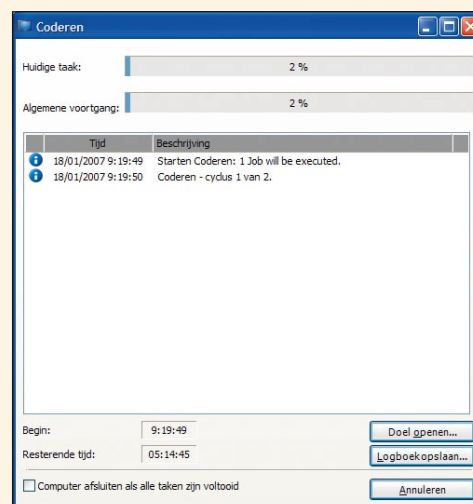 Coderen
Huidige taak: 2 %
Algemene voortgang: 2 %
Tijd Beschrijving
18/01/2007 9:19:49 Starten Coderen: 1 Job will be executed.
18/01/2007 9:19:50 Coderen - cyclus 1 van 2.
Begin: 9:19:49 Doel openen...
Resterende tijd: 05:14:45 Logboek opslaan...
Computer afsluiten als alle taken zijn voltooid Annuleren